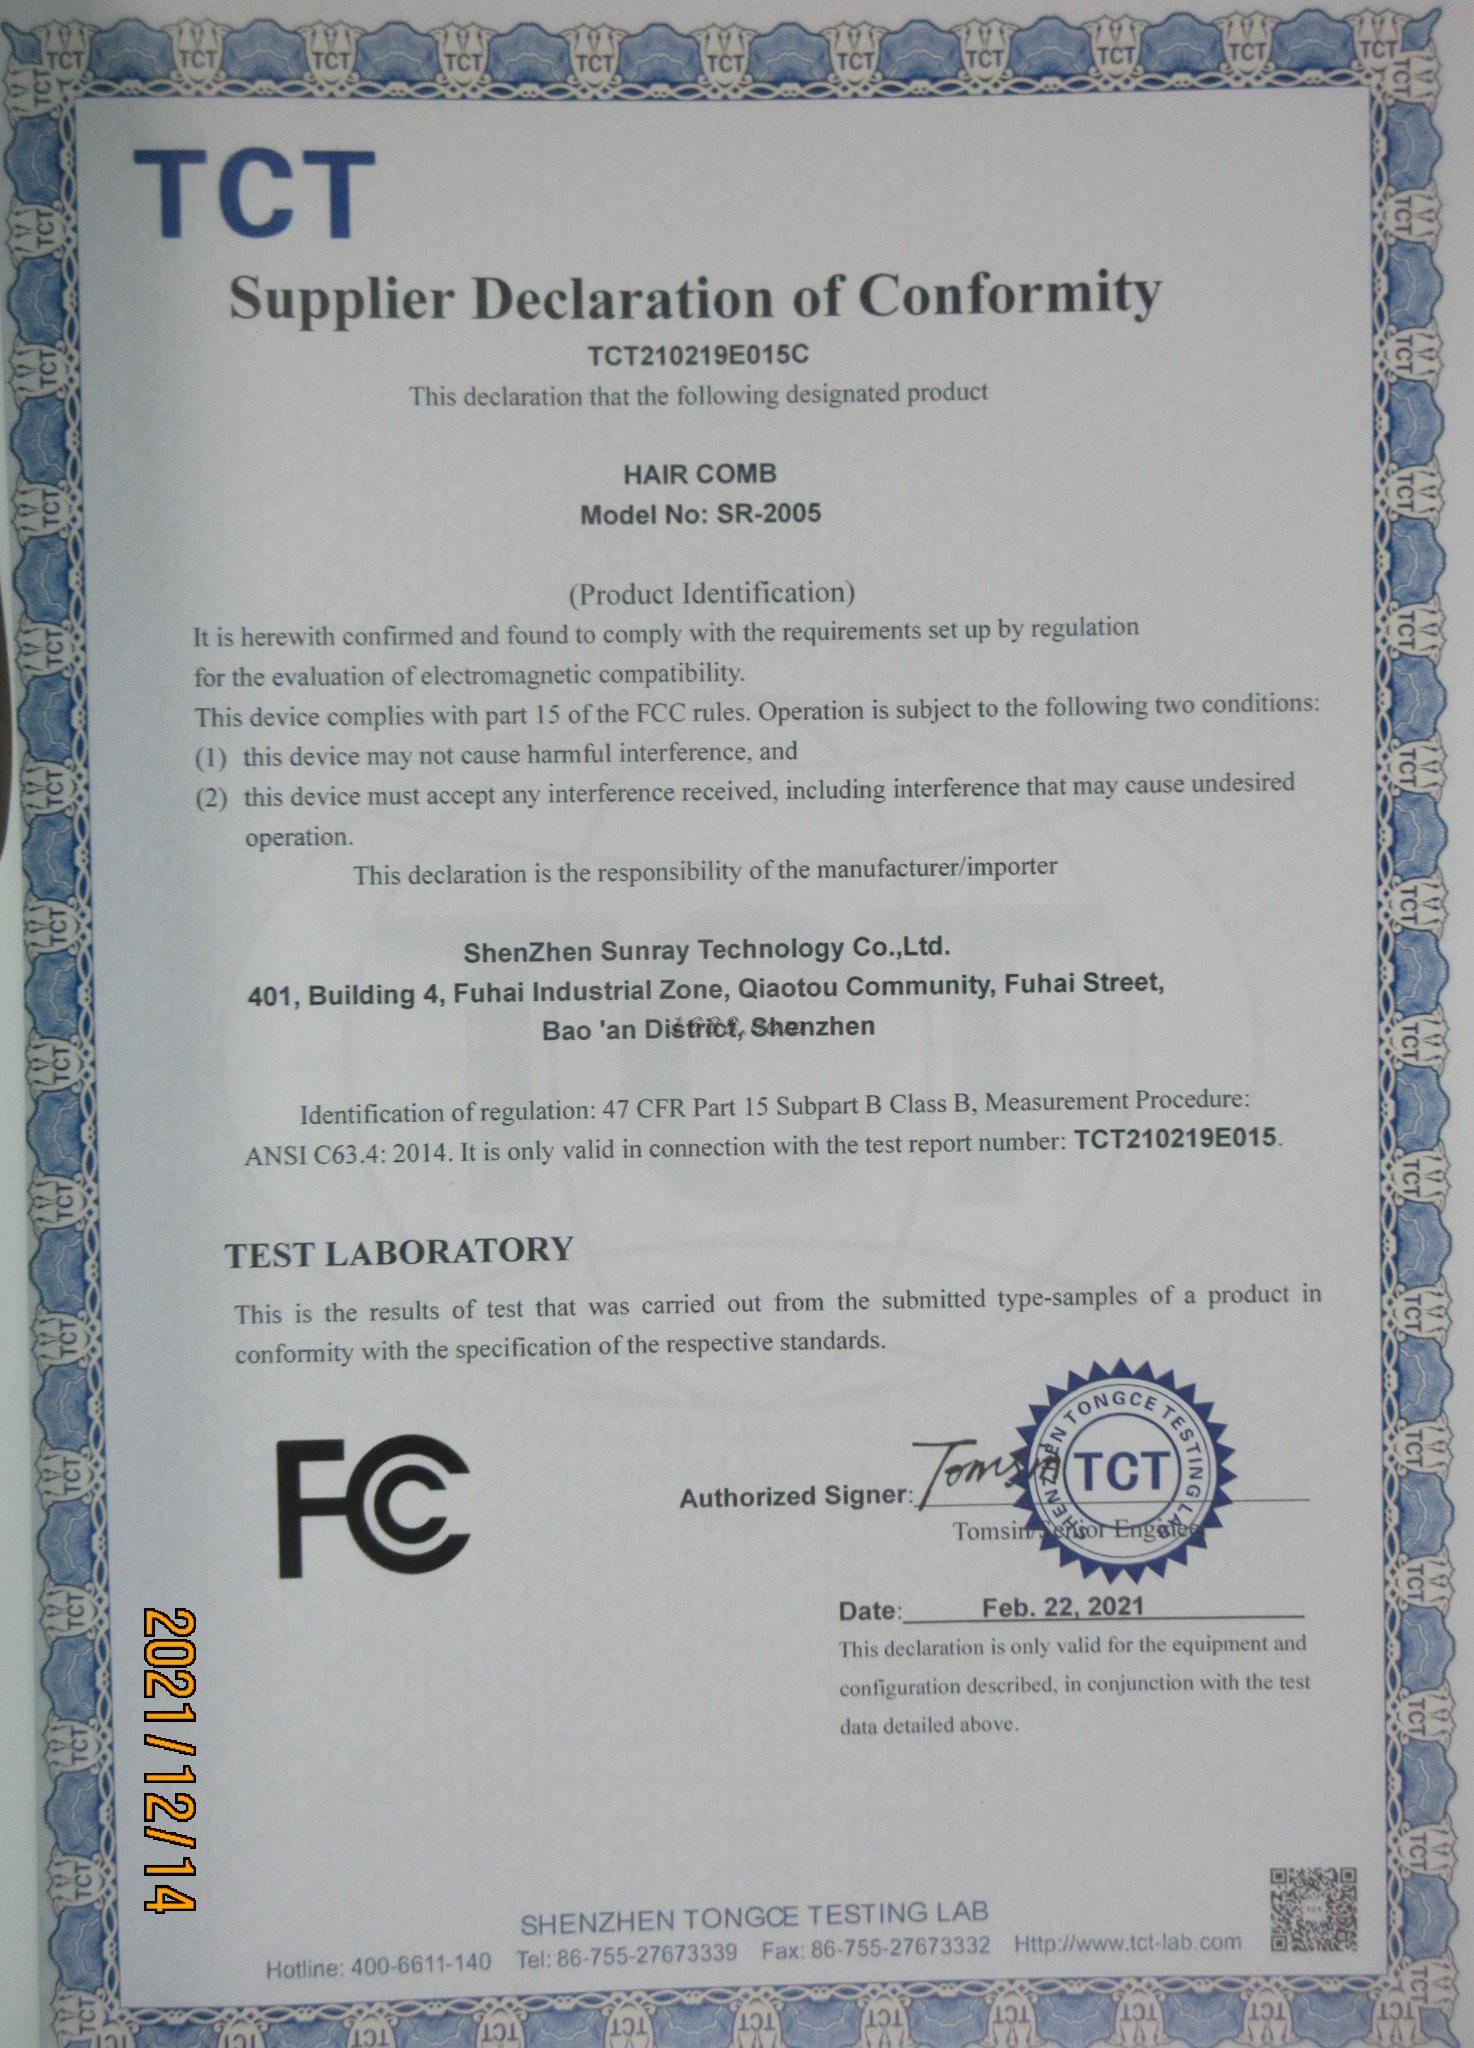 TCT
Supplier Declaration of Conformity
TCT210219E015C
This declaration that the following designated product
HAIR COMB
Model No: SR-2005
(Product Identification)
It is herewith confirmed and found to comply with the requirements set up by regulation
for the evaluation of electromagnetic compatibility.
This device complies with part 15 of the FCC rules. Operation is subject to the following two conditions:
(1) this device may not cause harmful interference, and
(2) this device must accept any interference received, including interference that may cause undesired
operation.
This declaration is the responsibility of the manufacturer/importer
ShenZhen Sunray Technology Co.,Ltd.
401, Building 4, Fuhai Industrial Zone, Qiaotou Community, Fuhai Street,
Bao 'an District, Shenzhen
Identification of regulation: 47 CFR Part 15 Subpart B Class B, Measurement Procedure:
ANSI C63.4: 2014. It is only valid in connection with the test report number: TCT210219E015.
TEST LABORATORY
This is the results of test that was carried out from the submitted type-samples of a product in
conformity with the specification of the respective standards.
FC
Authorized Signer: Tomsin
SHENZHEN TONGCE TESTING LAB
TCT
Tomsin/Senior Engineer
Date: Feb. 22, 2021
This declaration is only valid for the equipment and
configuration described, in conjunction with the test
data detailed above.
2021/12/14
SHENZHEN TONGCE TESTING LAB
Hotline: 400-6611-140 Tel: 86-755-27673339 Fax: 86-755-27673332 Http://www.tct-lab.com